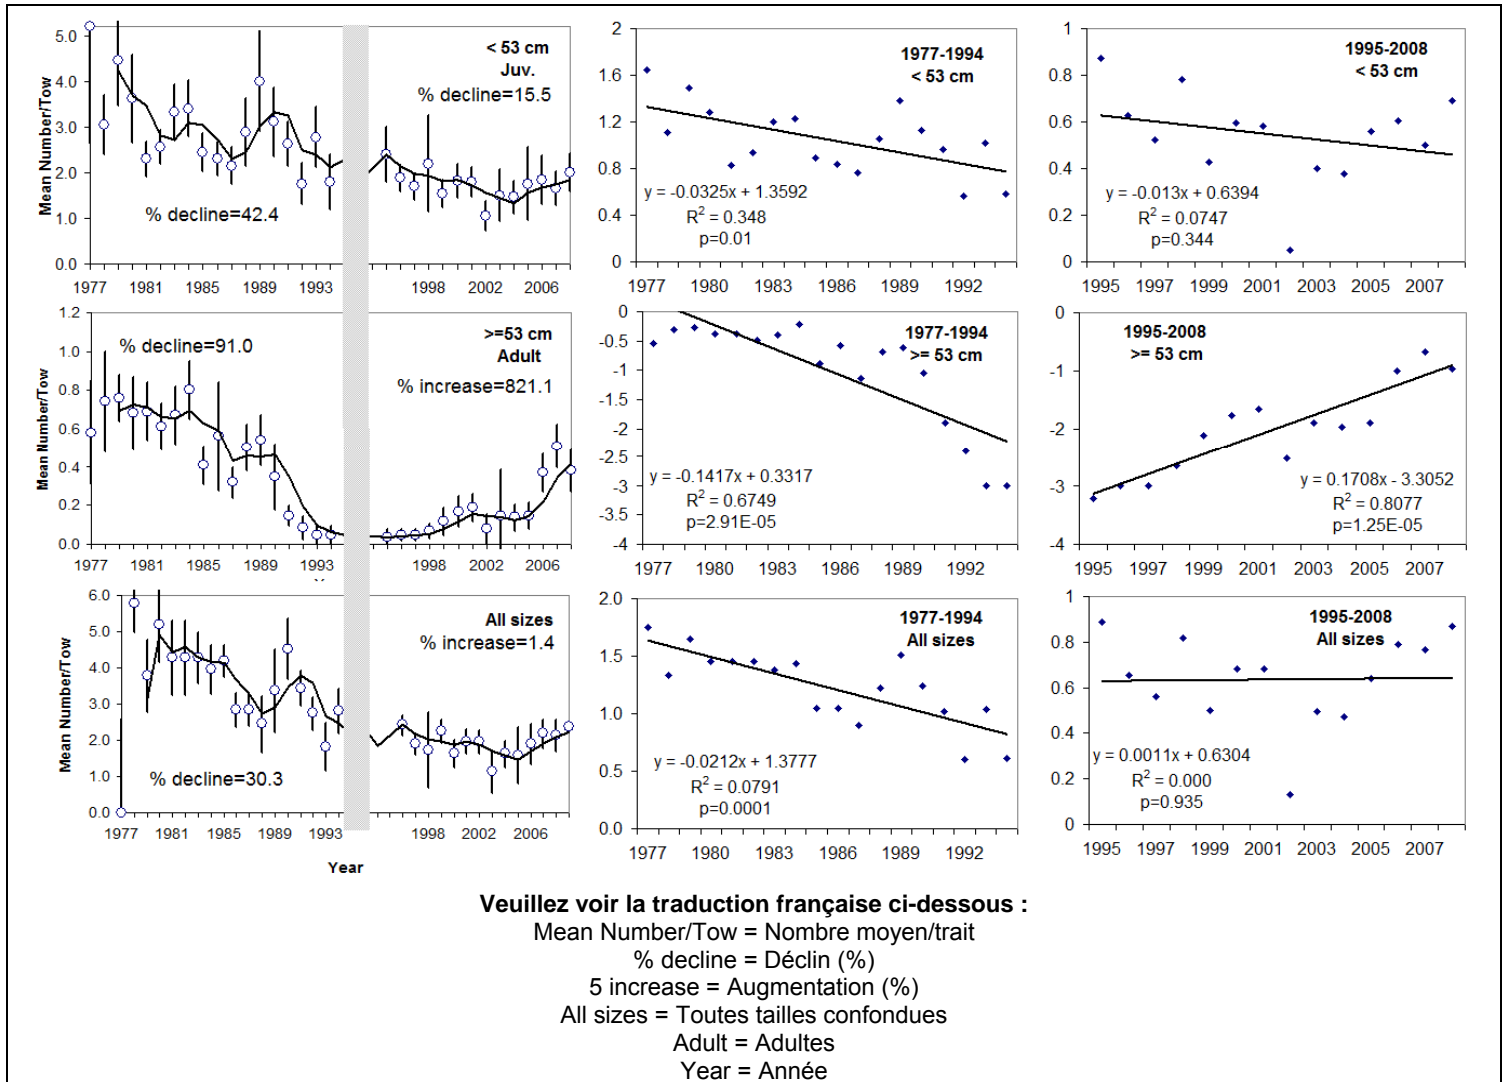 Mean Number/Tow
5.0
4.0
3.0
2.0
1.0
0.0
< 53 cm
Juv.
% decline=15.5
% decline=42.4
1977 1981 1985 1989 1993 1998 2002 2006
2
1.6
1.2
0.8
0.4
0
1977-1994
< 53 cm
y = -0.0325x + 1.3592
R² = 0.348
p=0.01
1977 1980 1983 1986 1989 1992
1
0.8
0.6
0.4
0.2
0
1995-2008
< 53 cm
y = -0.013x + 0.6394
R² = 0.0747
p=0.344
1995 1997 1999 2001 2003 2005 2007
Mean Number/Tow
1.2
1.0
0.8
0.6
0.4
0.2
0.0
% decline=91.0
>=53 cm
Adult
% increase=821.1
1977 1981 1985 1989 1993 1998 2002 2006
0
-0.5
-1
-1.5
-2
-2.5
-3
-3.5
-4
1977-1994
>= 53 cm
y = -0.1417x + 0.3317
R² = 0.6749
p=2.91E-05
1977 1980 1983 1986 1989 1992
0
-1
-2
-3
-4
1995-2008
>= 53 cm
y = 0.1708x - 3.3052
R² = 0.8077
p=1.25E-05
1995 1997 1999 2001 2003 2005 2007
Mean Number/Tow
6.0
5.0
4.0
3.0
2.0
1.0
0.0
All sizes
% increase=1.4
% decline=30.3
1977 1981 1985 1989 1993 1998 2002 2006
Year
2.0
1.5
1.0
0.5
0.0
1977-1994
All sizes
y = -0.0212x + 1.3777
R² = 0.0791
p=0.0001
1977 1980 1983 1986 1989 1992
1
0.8
0.6
0.4
0.2
0
1995-2008
All sizes
y = 0.0011x + 0.6304
R² = 0.000
p=0.935
1995 1997 1999 2001 2003 2005 2007
Veuillez voir la traduction française ci-dessous :
Mean Number/Tow = Nombre moyen/trait
% decline = Déclin (%)
5 increase = Augmentation (%)
All sizes = Toutes tailles confondues
Adult = Adultes
Year = Année